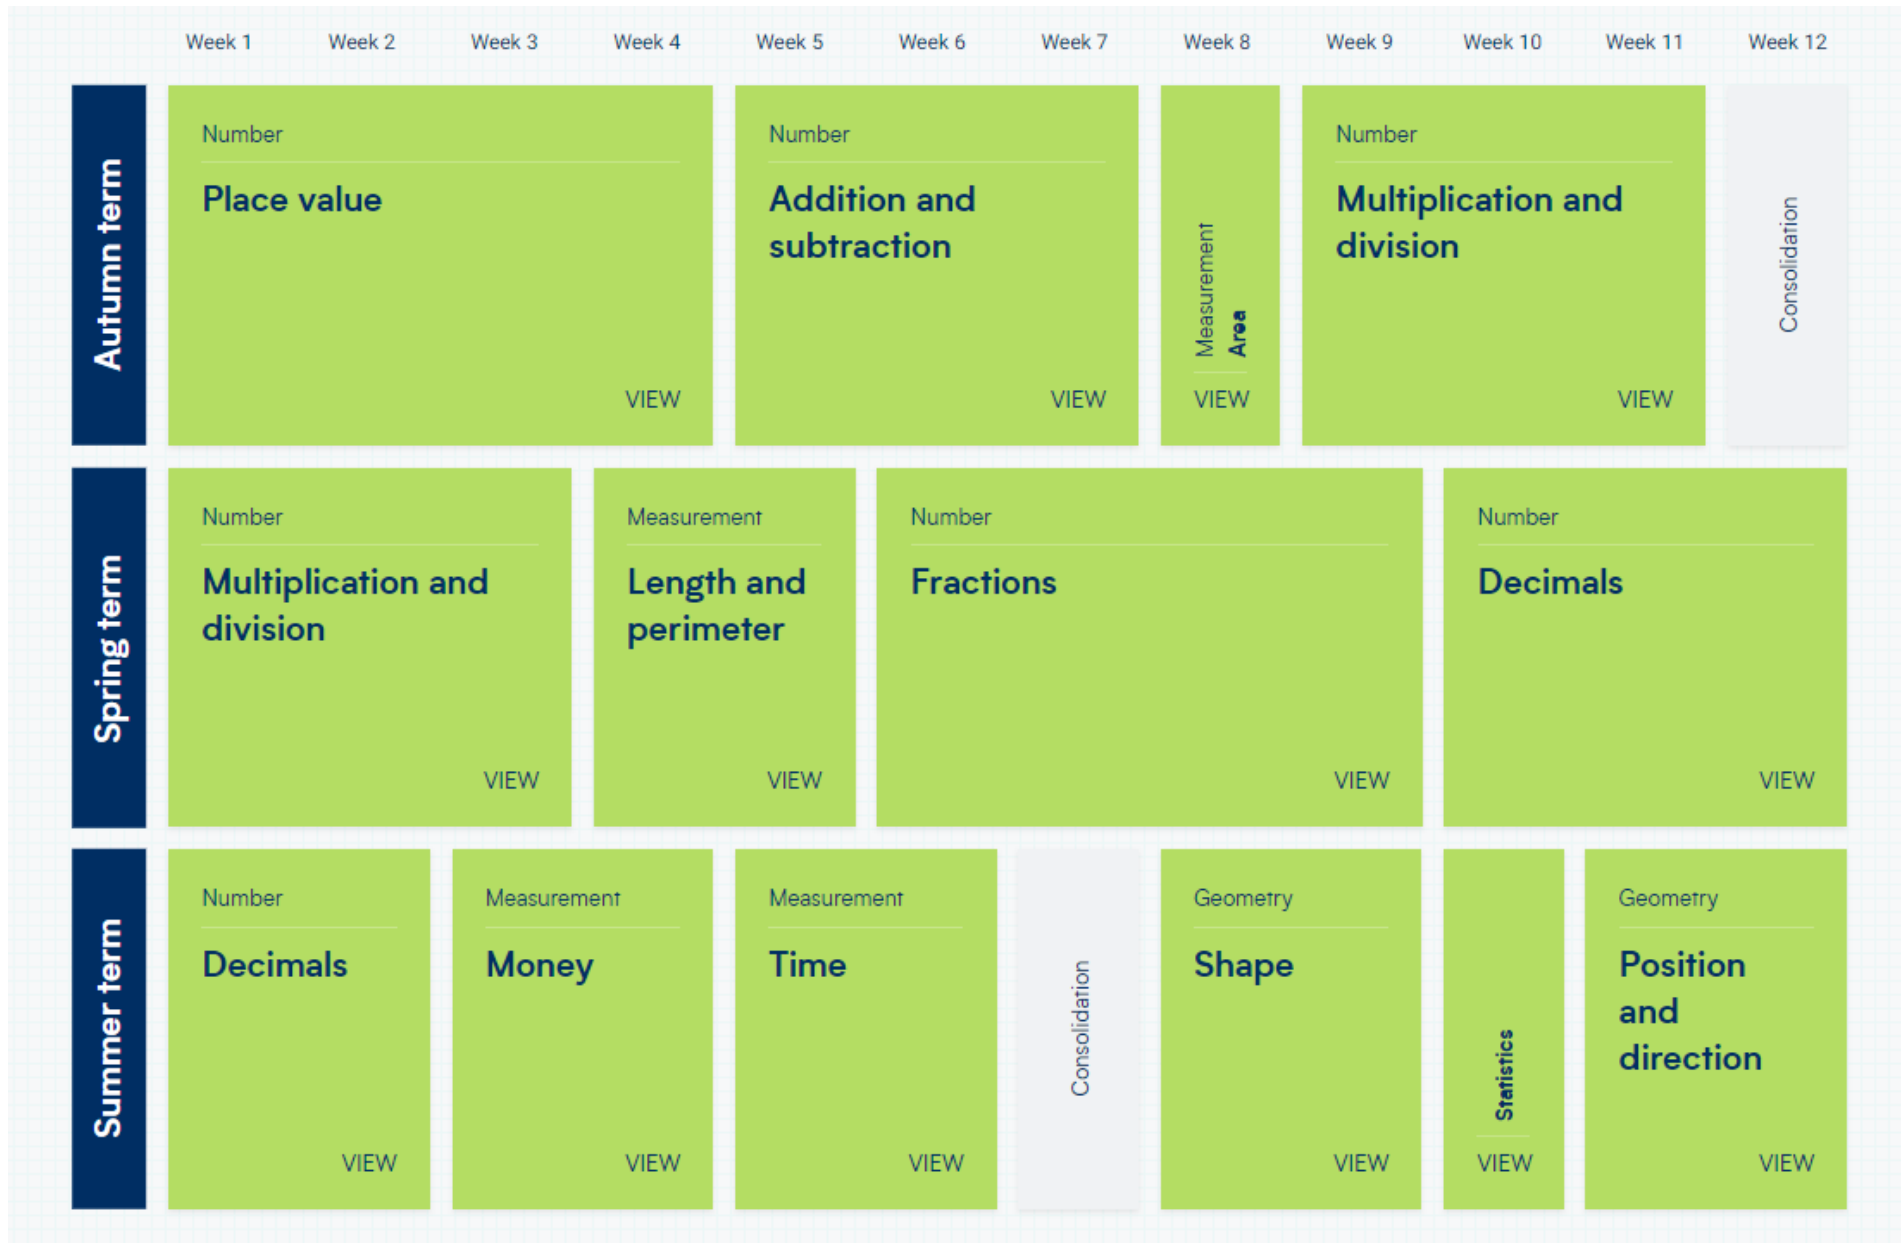 Week 1 Week 2 Week 3 Week 4 Week 5 Week 6 Week 7 Week 8 Week 9 Week 10 Week 11 Week 12
Autumn term
Number
Place value
VIEW
Number
Addition and
subtraction
VIEW
Measurement
Area
VIEW
Number
Multiplication and
division
VIEW
Consolidation
Spring term
Number
Multiplication and
division
VIEW
Measurement
Length and
perimeter
VIEW
Number
Fractions
VIEW
Number
Decimals
VIEW
Summer term
Number
Decimals
VIEW
Measurement
Money
VIEW
Measurement
Time
VIEW
Consolidation
Geometry
Shape
VIEW
Statistics
VIEW
Geometry
Position
and
direction
VIEW